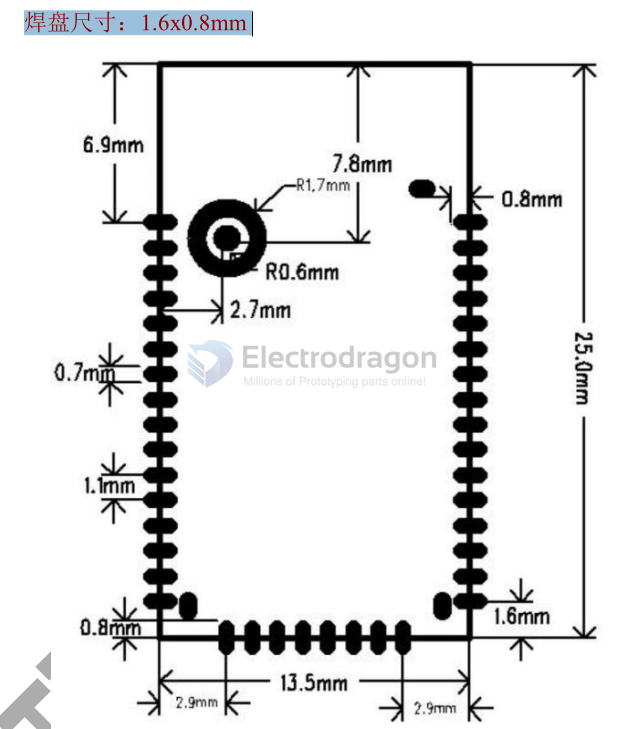 焊盘尺寸：1.6x0.8mm
6.9mm
7.8mm
R1.7mm
0.8mm
R0.6mm
2.7mm
25.0mm
Electrodragon
Millions of Prototyping parts online!
0.7mm
1.1mm
0.8mm
1.6mm
13.5mm
2.9mm
2.9mm